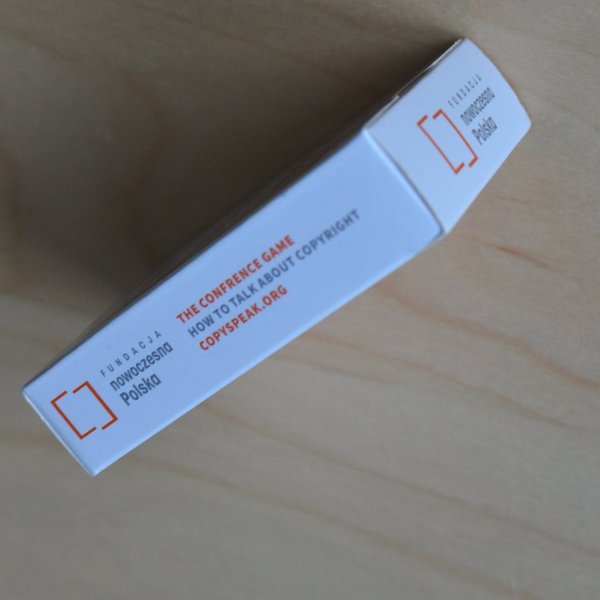 FUNDACJA
nowoczesna
Polska
THE CONFRENCE GAME
HOW TO TALK ABOUT COPYRIGHT
COPYSPEAK.ORG
FUNDACJA
nowoczesna
Polska